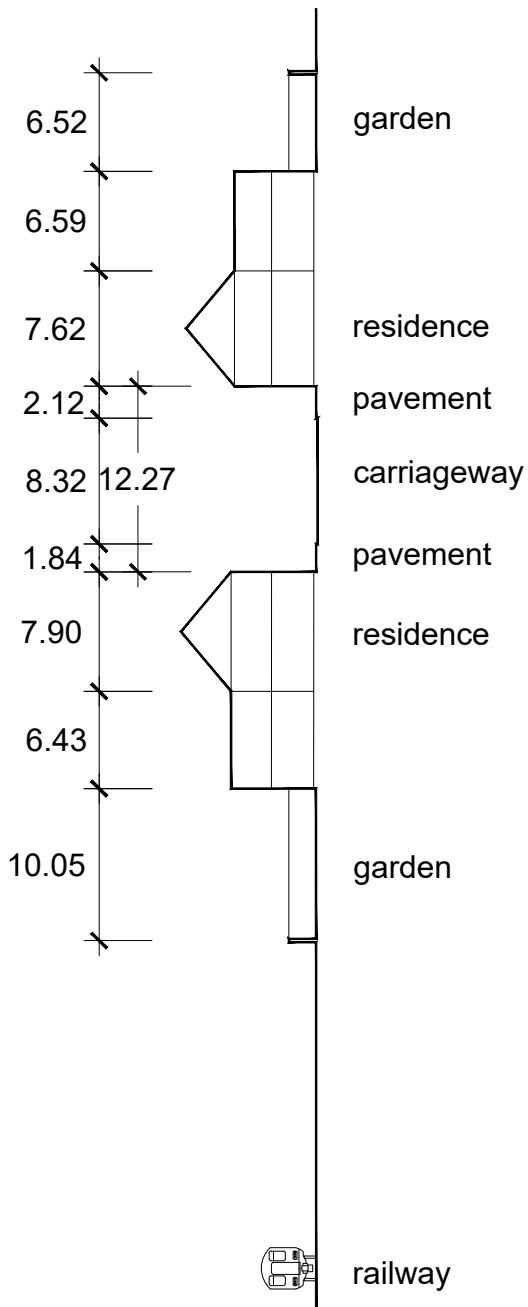 6.52 garden
6.59
7.62 residence
2.12 pavement
8.32 12.27 carriageway
1.84 pavement
7.90 residence
6.43
10.05 garden
railway